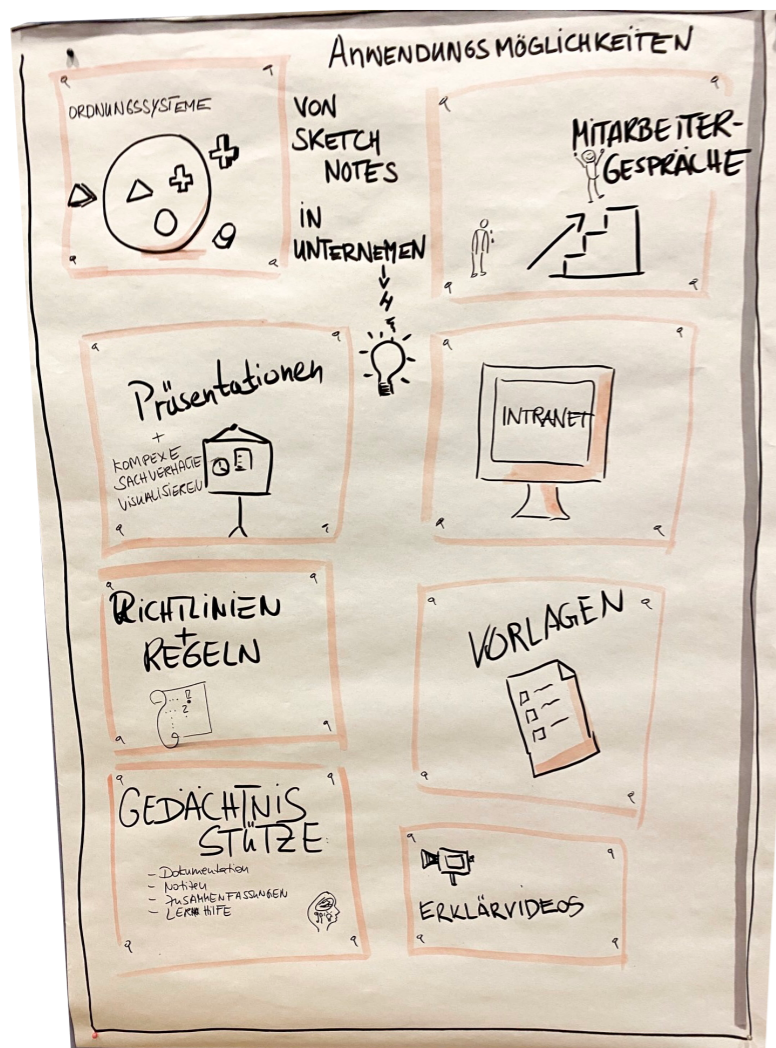 ANWENDUNGSMÖGLICHKEITEN
VON
SKETCH
NOTES
IN
UNTERNEMEN
ORDNUNGSSYSTEME
MITARBEITER-
GESPRÄCHE
Präsentationen
+
KOMPEXE
SACHVERHALTE
VISUALISIEREN
INTRANET
RICHTLINIEN
+
REGELN
VORLAGEN
GEDÄCHTNIS
STÜTZE
- Dokumentation
- Notizen
- ZUSAMMENFASSUNGEN
- LERNHILFE
ERKLÄRVIDEOS